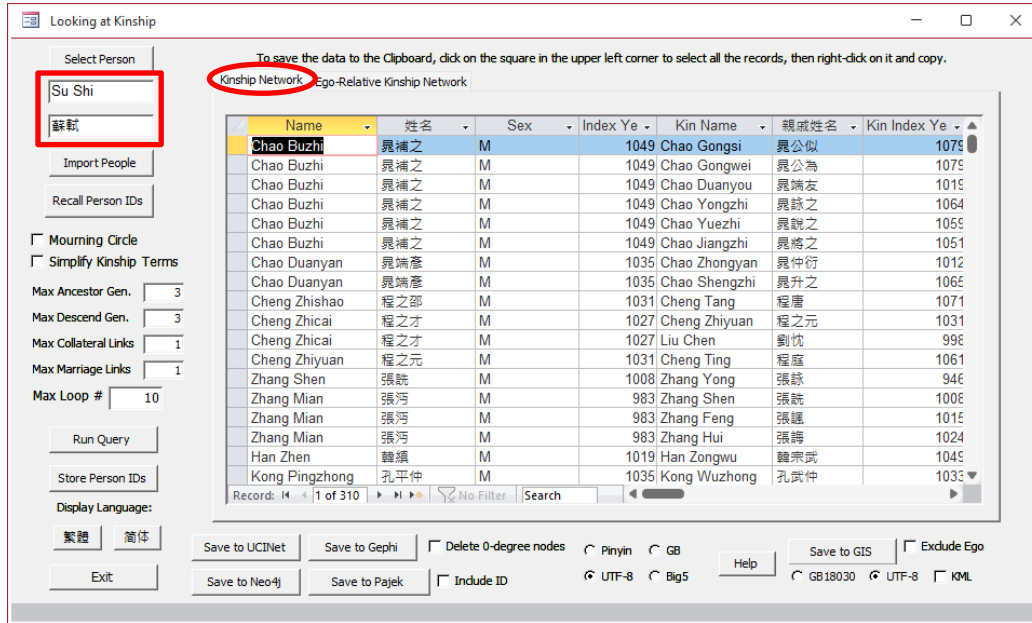 Looking at Kinship
Select Person
To save the data to the Clipboard, click on the square in the upper left corner to select all the records, then right-click on it and copy.
Su Shi
蘇軾
Import People
Recall Person IDs
Mourning Circle
Simplify Kinship Terms
Max Ancestor Gen. 3
Max Descend Gen. 3
Max Collateral Links 1
Max Marriage Links 1
Max Loop # 10
Run Query
Store Person IDs
Display Language:
繁體 简体
Exit
Kinship Network Ego-Relative Kinship Network
Name 姓名 Sex Index Ye Kin Name 親戚姓名 Kin Index Ye
Chao Buzhi 晁補之 M 1049 Chao Gongsi 晁公似 1079
Chao Buzhi 晁補之 M 1049 Chao Gongwei 晁公為 1079
Chao Buzhi 晁補之 M 1049 Chao Duanyou 晁端友 1019
Chao Buzhi 晁補之 M 1049 Chao Yongzhi 晁詠之 1064
Chao Buzhi 晁補之 M 1049 Chao Yuezhi 晁說之 1059
Chao Buzhi 晁補之 M 1049 Chao Jiangzhi 晁將之 1051
Chao Duanyan 晁端彥 M 1035 Chao Zhongyan 晁仲衍 1012
Chao Duanyan 晁端彥 M 1035 Chao Shengzhi 晁升之 1065
Cheng Zhishao 程之邵 M 1031 Cheng Tang 程唐 1071
Cheng Zhicai 程之才 M 1027 Cheng Zhiyuan 程之元 1031
Cheng Zhicai 程之才 M 1027 Liu Chen 劉忱 998
Cheng Zhiyuan 程之元 M 1031 Cheng Ting 程庭 1061
Zhang Shen 張詵 M 1008 Zhang Yong 張詠 946
Zhang Mian 張沔 M 983 Zhang Shen 張詵 1008
Zhang Mian 張沔 M 983 Zhang Feng 張諷 1015
Zhang Mian 張沔 M 983 Zhang Hui 張誨 1024
Han Zhen 韓縝 M 1019 Han Zongwu 韓宗武 1049
Kong Pingzhong 孔平仲 M 1035 Kong Wuzhong 孔武仲 1033
Record: 1 of 310 No Filter Search
Save to UCINet Save to Gephi Delete 0-degree nodes Pinyin GB Help Save to GIS Exclude Ego
Save to Neo4j Save to Pajek Include ID UTF-8 Big5 GB18030 UTF-8 KML